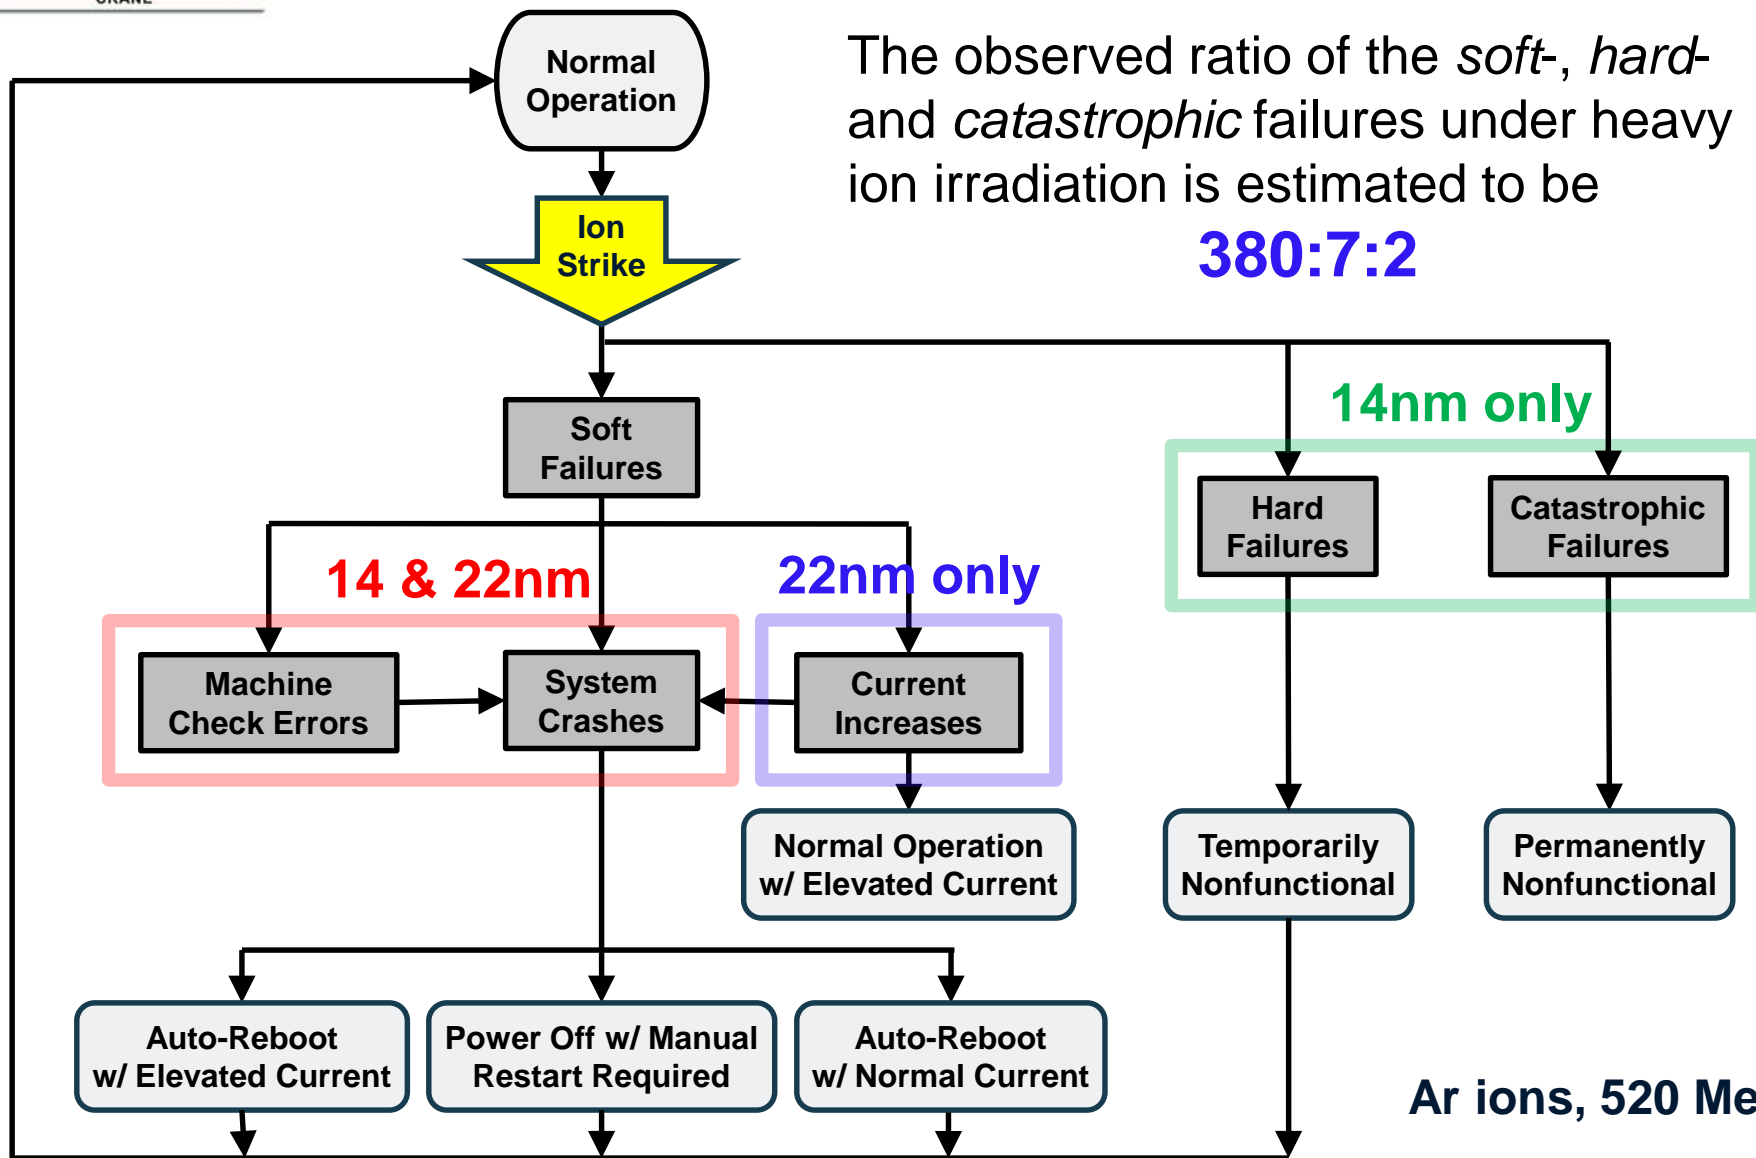 CRANE
The observed ratio of the soft-, hard-
and catastrophic failures under heavy
ion irradiation is estimated to be
380:7:2
Normal
Operation
Ion
Strike
14nm only
Soft
Failures
Hard
Failures
Catastrophic
Failures
14 & 22nm
22nm only
Machine
Check Errors
System
Crashes
Current
Increases
Normal Operation
w/ Elevated Current
Temporarily
Nonfunctional
Permanently
Nonfunctional
Auto-Reboot
w/ Elevated Current
Power Off w/ Manual
Restart Required
Auto-Reboot
w/ Normal Current
Ar ions, 520 Me